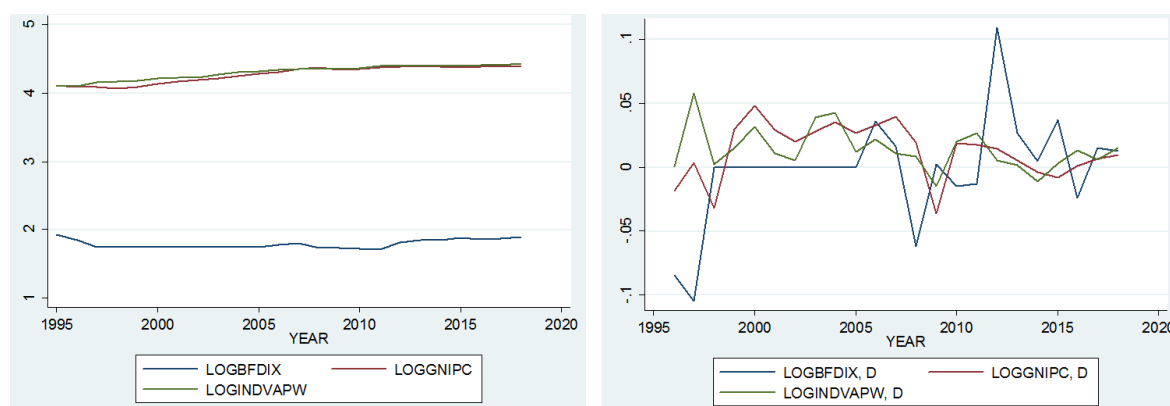 5
4
3
2
1
1995 2000 2005 2010 2015 2020
YEAR
LOGBFDIX LOGGNIPC
LOGINDVAPW
.1
.05
0
-.05
-.1
1995 2000 2005 2010 2015 2020
YEAR
LOGBFDIX, D LOGGNIPC, D
LOGINDVAPW, D